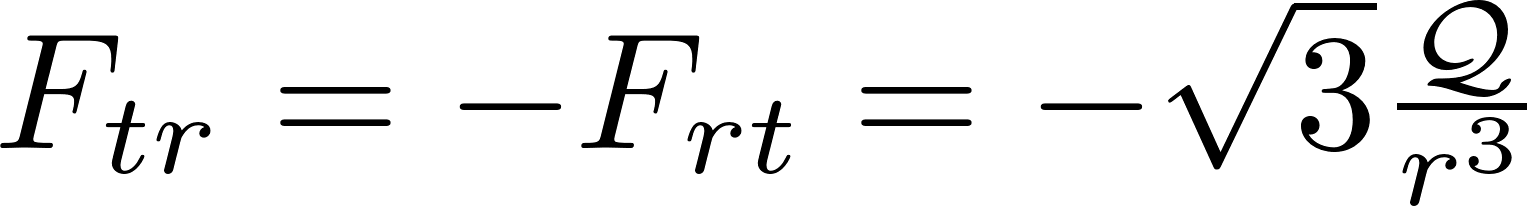 $F_{tr} = -F_{rt} = -\sqrt{3}\frac{\mathcal{Q}}{r^3}$